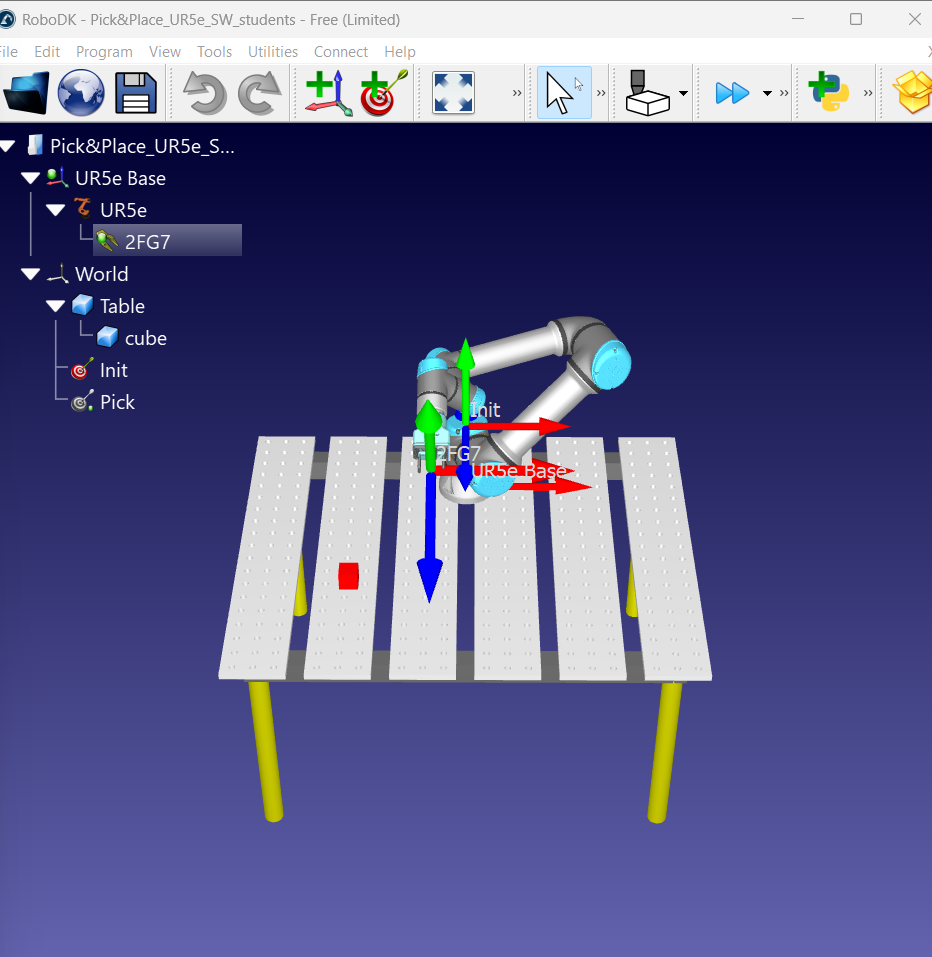 RoboDK - Pick&Place_UR5e_SW_students - Free (Limited)
File Edit Program View Tools Utilities Connect Help
Pick&Place_UR5e_S...
UR5e Base
UR5e
2FG7
World
Table
cube
Init
Pick
Init
2FG7
UR5e Base